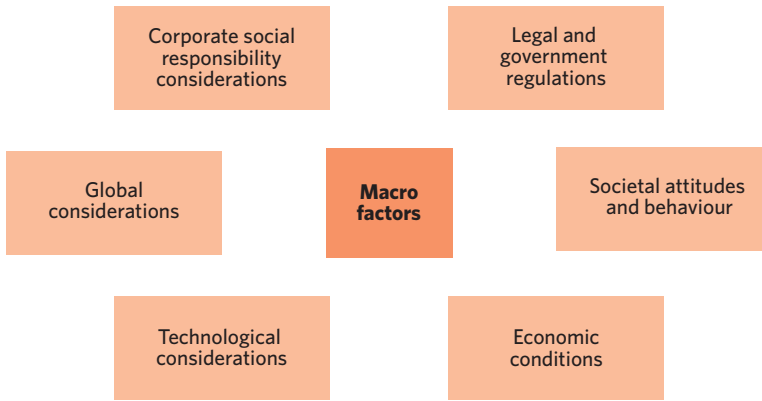 Corporate social
responsibility
considerations
Legal and
government
regulations
Global
considerations
Macro
factors
Societal attitudes
and behaviour
Technological
considerations
Economic
conditions